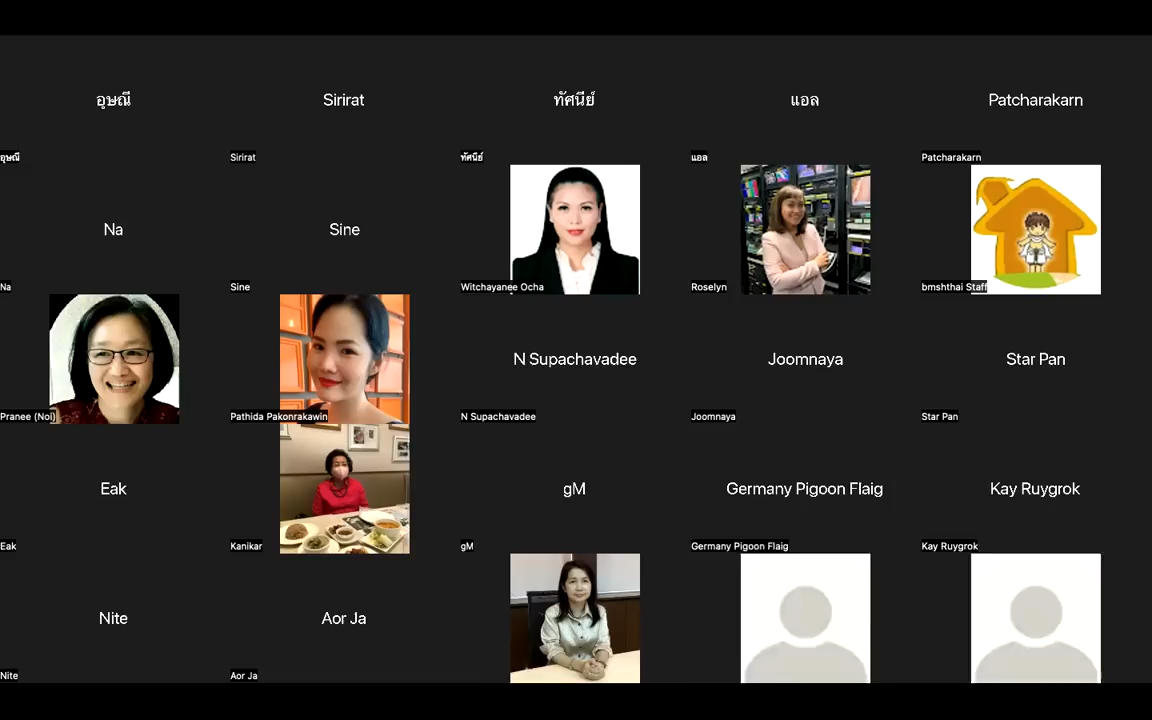 อุษณี
Sirirat
ทัศนีย์
แอล
Patcharakarn
อุษณี
Sirirat
ทัศนีย์
แอล
Patcharakarn
Na
Sine
Na
Sine
Witchayanee Ocha
Roselyn
bmshthai Staff
N Supachavadee
Joomnaya
Star Pan
Pranee (Noi)
Pathida Pakonrakawin
N Supachavadee
Joomnaya
Star Pan
Eak
gM
Germany Pigoon Flaig
Kay Ruygrok
Eak
Kanikar
gM
Germany Pigoon Flaig
Kay Ruygrok
Nite
Aor Ja
Nite
Aor Ja